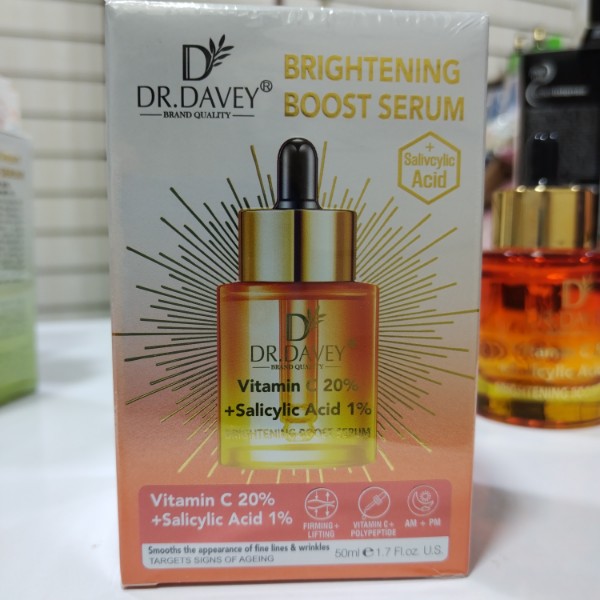 DR.DAVEY®
BRAND QUALITY
BRIGHTENING
BOOST SERUM
+
Salivcylic
Acid
DR.DAVEY®
BRAND QUALITY
Vitamin C 20%
+Salicylic Acid 1%
BRIGHTENING BOOST SERUM
Vitamin C 20%
+Salicylic Acid 1%
FIRMING+
LIFTING
VITAMIN C+
POLYPEPTIDE
AM + PM
Smooths the appearance of fine lines & wrinkles
TARGETS SIGNS OF AGEING
50ml ℮ 1.7 Fl.oz. U.S.